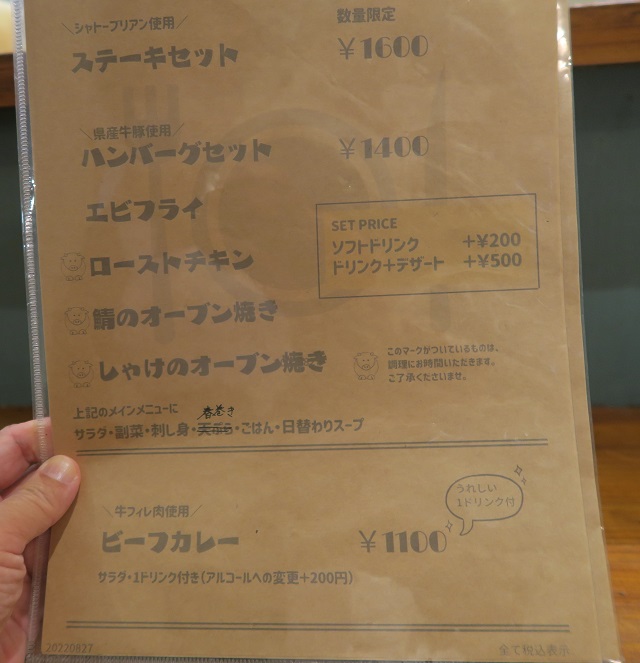 ＼シャトーブリアン使用／
数量限定
ステーキセット ￥1600
＼県産牛豚使用／
ハンバーグセット ￥1400
エビフライ
ローストチキン
鯖のオーブン焼き
しゃけのオーブン焼き
SET PRICE
ソフトドリンク +¥200
ドリンク+デザート +¥500
このマークがついているものは、
調理にお時間いただきます。
ご了承くださいませ。
上記のメインメニューに
春巻き
サラダ・副菜・刺し身・天ぷら・ごはん・日替わりスープ
＼牛フィレ肉使用／
ビーフカレー ￥1100
うれしい
1ドリンク付
サラダ・1ドリンク付き(アルコールへの変更+200円)
20220827
全て税込表示